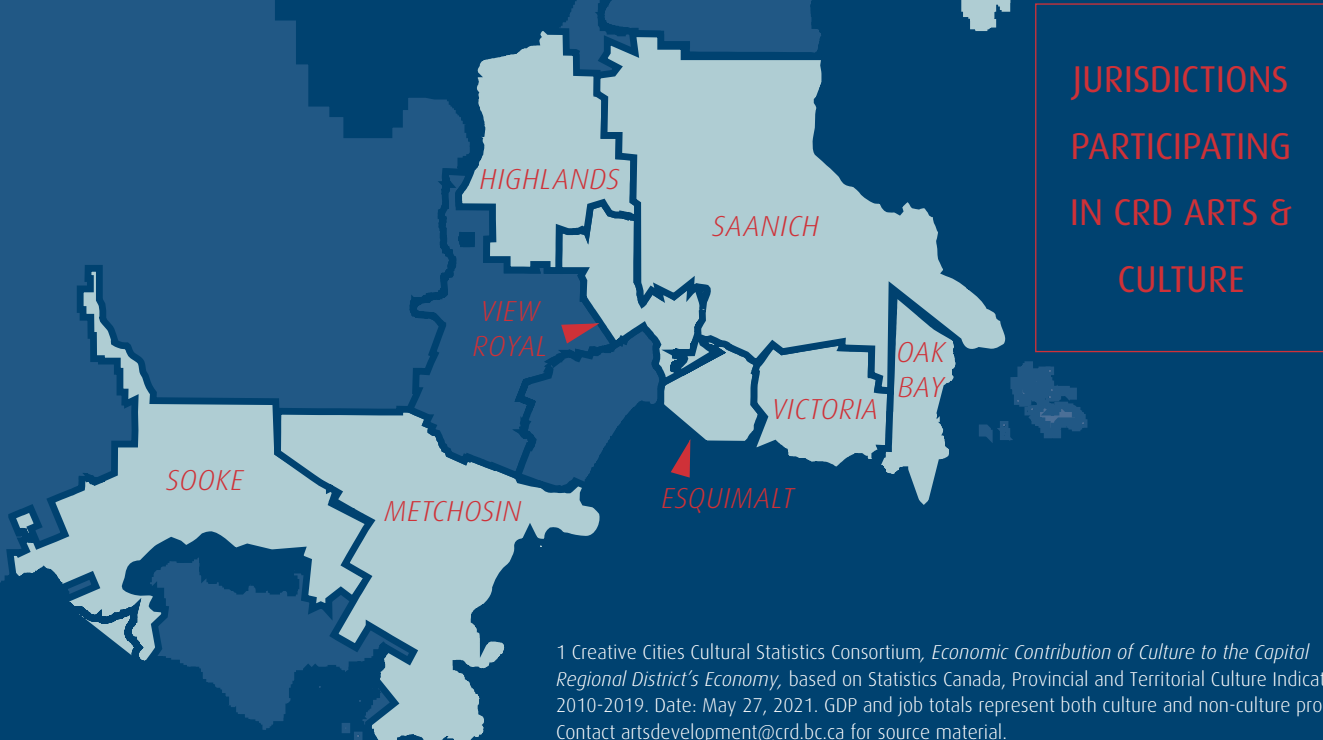 JURISDICTIONS
PARTICIPATING
IN CRD ARTS &
CULTURE
HIGHLANDS
SAANICH
VIEW
ROYAL
OAK
BAY
VICTORIA
SOOKE
METCHOSIN
ESQUIMALT
1 Creative Cities Cultural Statistics Consortium, Economic Contribution of Culture to the Capital
Regional District's Economy, based on Statistics Canada, Provincial and Territorial Culture
2010-2019. Date: May 27, 2021. GDP and job totals represent both culture and non-culture
Contact artsdevelopment@crd.bc.ca for source material.